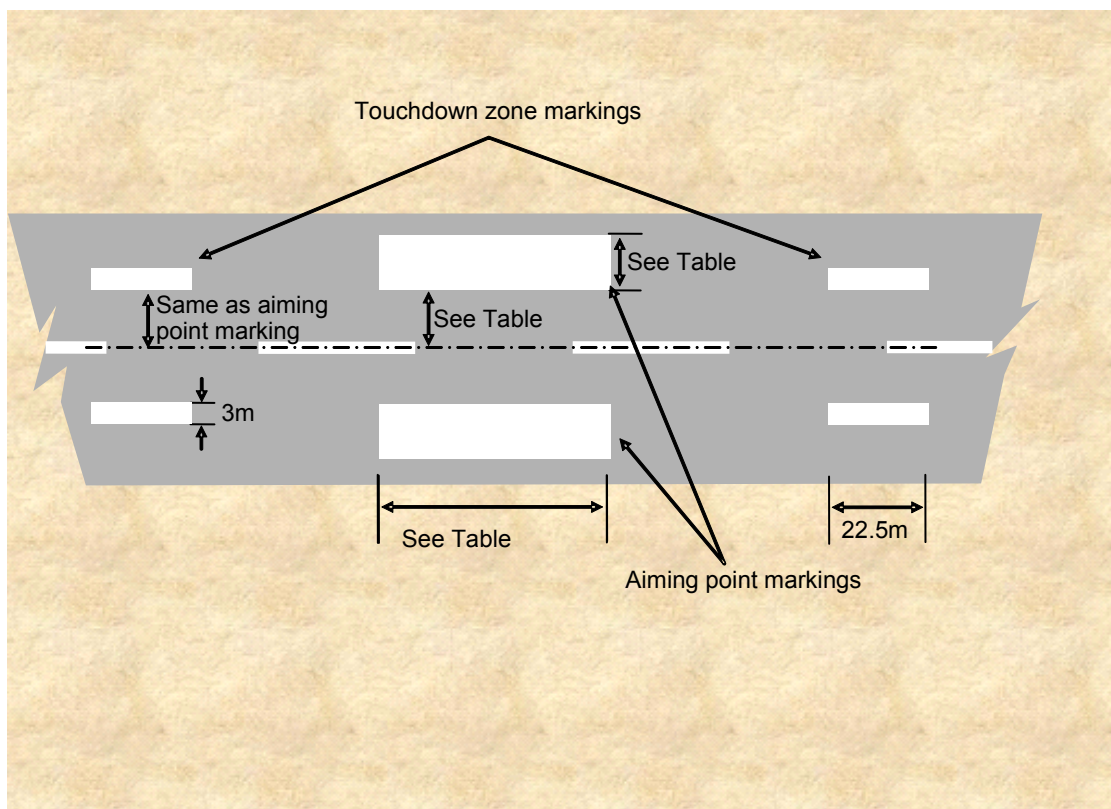 Touchdown zone markings
See Table
Same as aiming
point marking
See Table
3m
See Table
22.5m
Aiming point markings